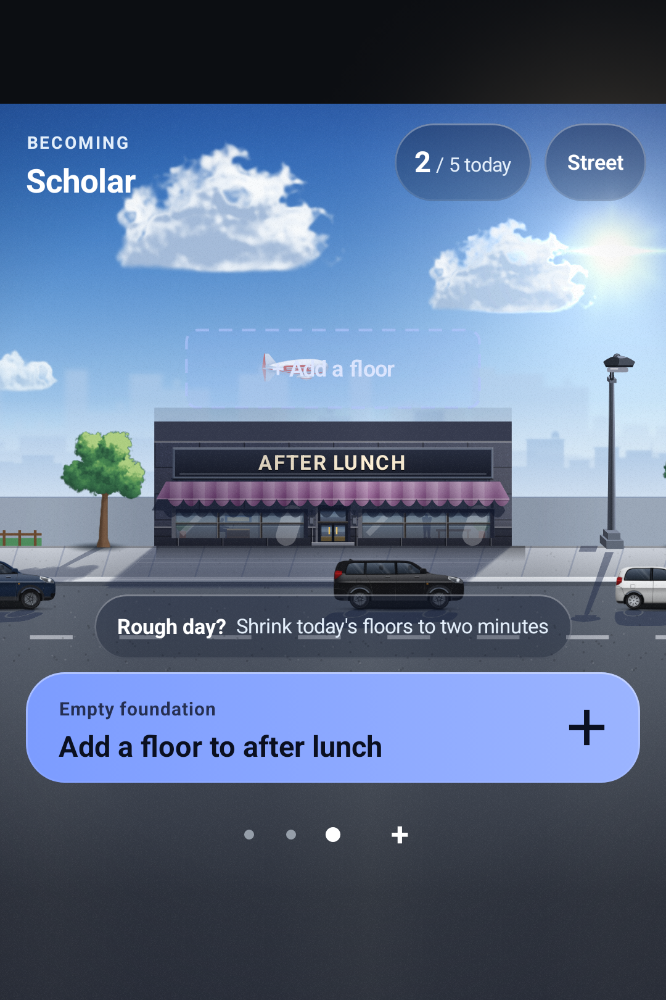 BECOMING
Scholar
2 / 5 today
Street
Add a floor
AFTER LUNCH
Rough day? Shrink today's floors to two minutes
Empty foundation
Add a floor to after lunch
+
+